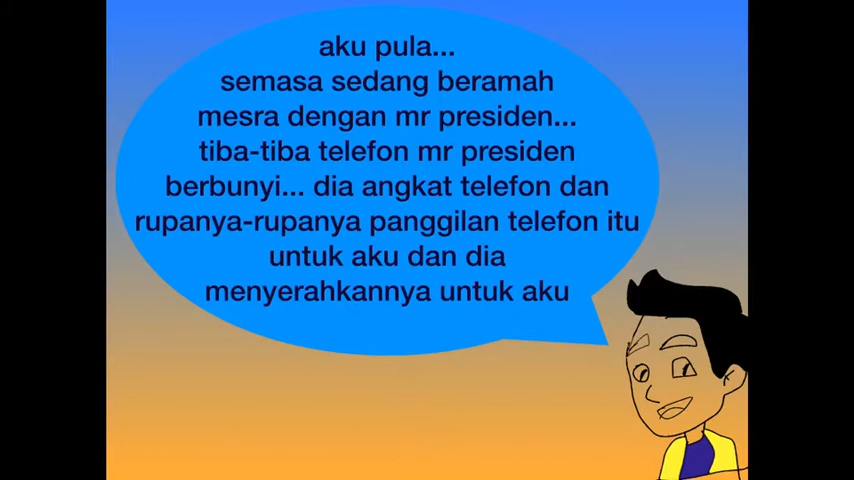 aku pula...
semasa sedang beramah
mesra dengan mr presiden...
tiba-tiba telefon mr presiden
berbunyi... dia angkat telefon dan
rupanya-rupanya panggilan telefon itu
untuk aku dan dia
menyerahkannya untuk aku